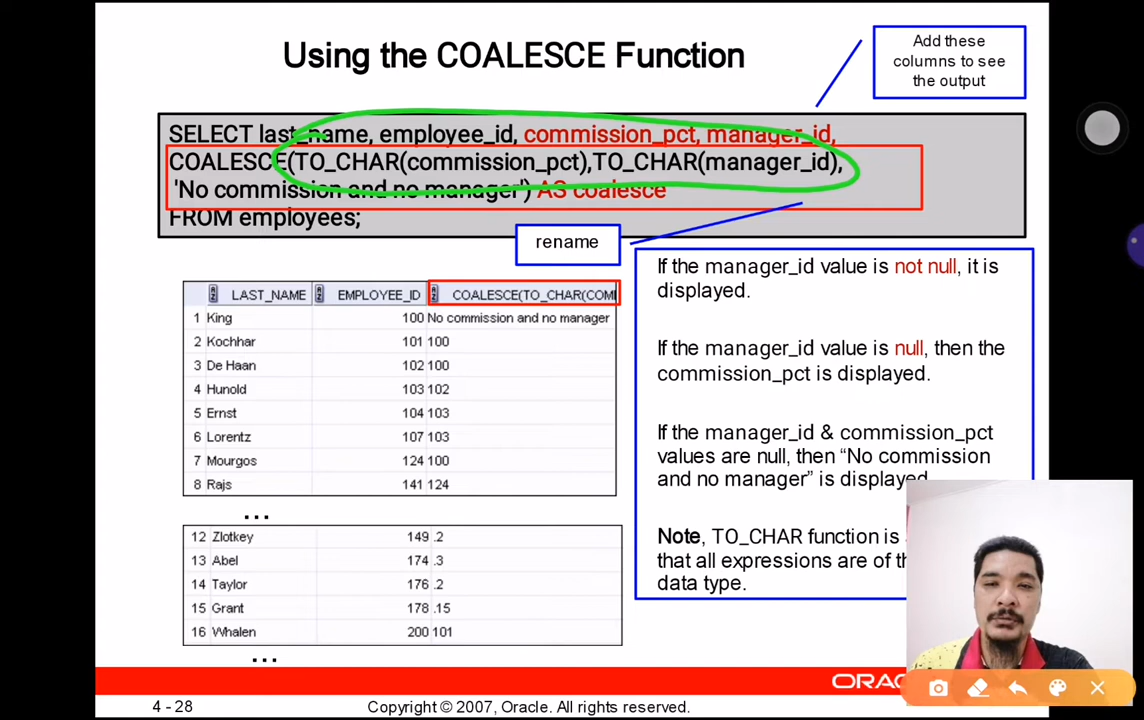 Using the COALESCE Function
Add these
columns to see
the output
SELECT last_name, employee_id, commission_pct, manager_id,
COALESCE(TO_CHAR(commission_pct),TO_CHAR(manager_id),
'No commission and no manager') AS coalesce
FROM employees;
rename
LAST_NAME EMPLOYEE_ID COALESCE(TO_CHAR(COM
1 King 100 No commission and no manager
2 Kochhar 101 100
3 De Haan 102 100
4 Hunold 103 102
5 Ernst 104 103
6 Lorentz 107 103
7 Mourgos 124 100
8 Rajs 141 124
...
12 Zlotkey 149 .2
13 Abel 174 .3
14 Taylor 176 .2
15 Grant 178 .15
16 Whalen 200 101
...
If the manager_id value is not null, it is
displayed.
If the manager_id value is null, then the
commission_pct is displayed.
If the manager_id & commission_pct
values are null, then “No commission
and no manager” is displayed.
Note, TO_CHAR function is
that all expressions are of
data type.
ORAC
4 - 28
Copyright © 2007, Oracle. All rights reserved.